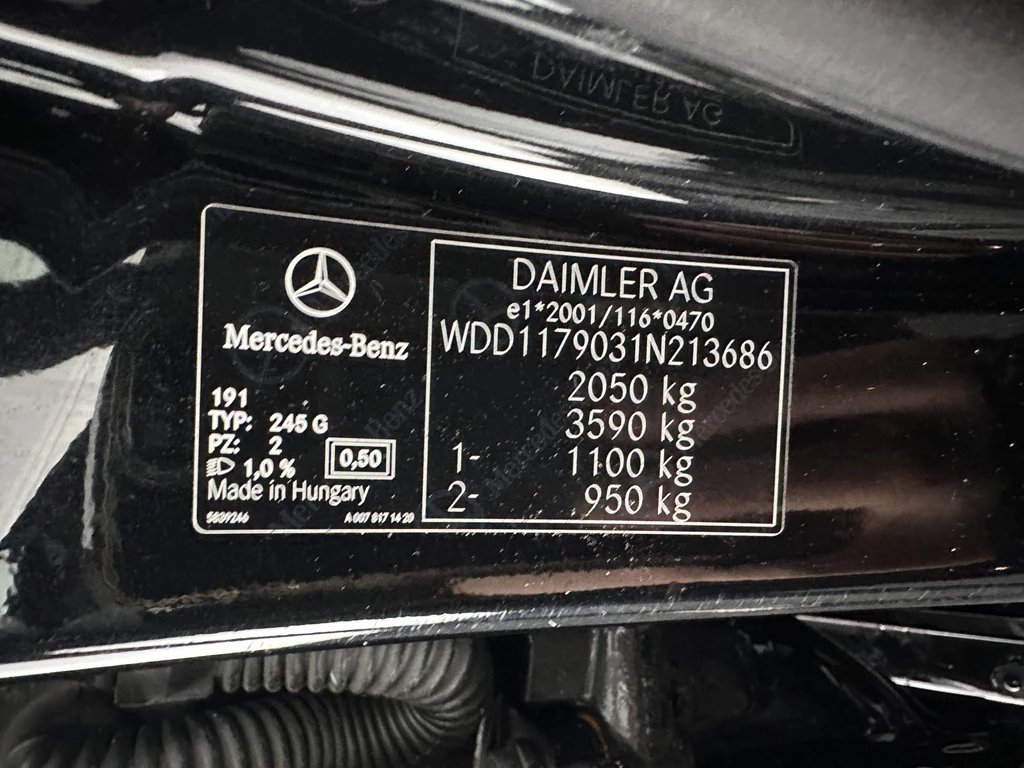 DAIMLER AG
Mercedes-Benz
191
TYP: 245 G
PZ: 2
1,0 % 0,50
Made in Hungary
5839246 A 007 817 14 20
DAIMLER AG
e1*2001/116*0470
WDD1179031N213686
2050 kg
3590 kg
1- 1100 kg
2- 950 kg